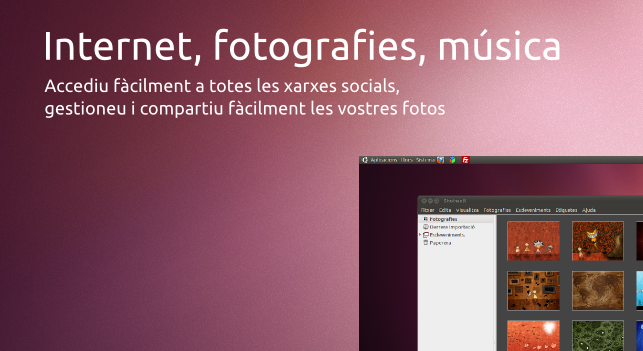 Internet, fotografies, música
Accediu fàcilment a totes les xarxes socials,
gestioneu i compartiu fàcilment les vostres fotos
Aplicacions Llocs Sistema
Shotwell
Fitxer Edita Visualitza Fotografies Esdeveniments Etiquetes Ajuda
Fotografies
Darrera importació
Esdeveniments
Paperera